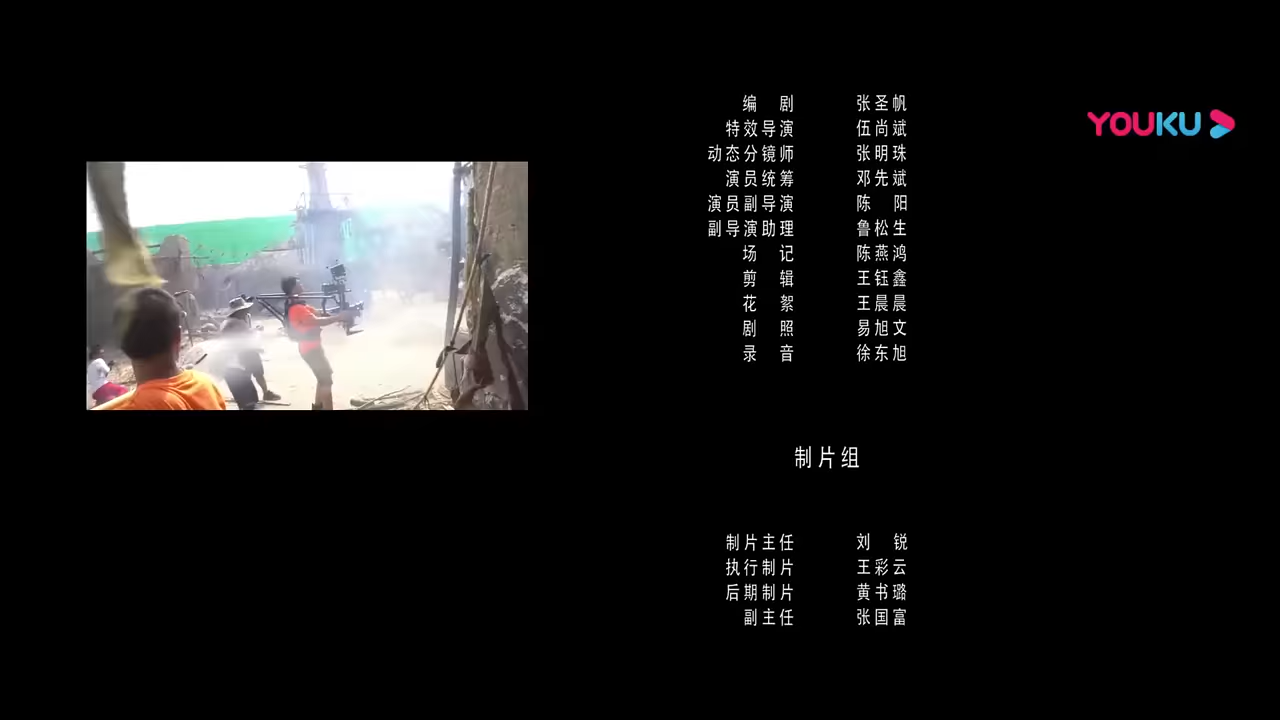 编 剧 张圣帆
特效导演 伍尚斌
动态分镜师 张明珠
演员统筹 邓先斌
演员副导演 陈 阳
副导演助理 鲁松生
场 记 陈燕鸿
剪 辑 王钰鑫
花 絮 王晨晨
剧 照 易旭文
录 音 徐东旭
YOUKU
制片组
制片主任 刘 锐
执行制片 王彩云
后期制片 黄书璐
副主任 张国富